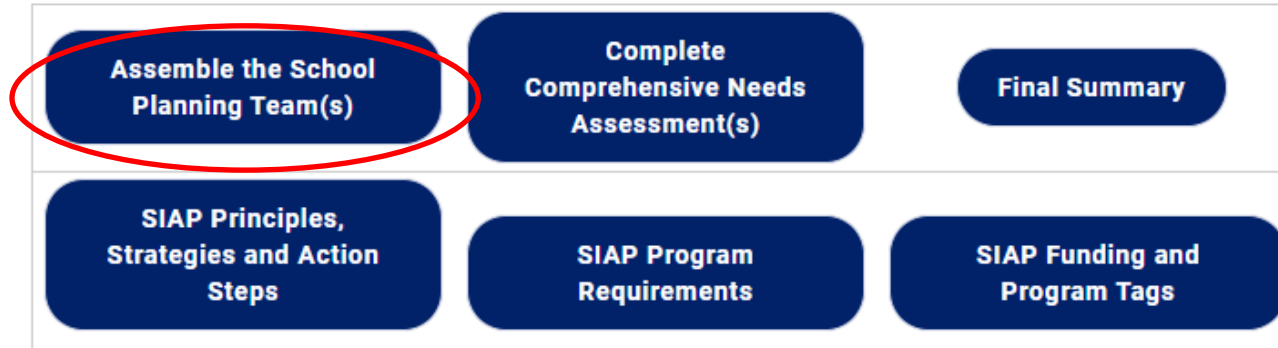 Assemble the School
Planning Team(s)
Complete
Comprehensive Needs
Assessment(s)
Final Summary
SIAP Principles,
Strategies and Action
Steps
SIAP Program
Requirements
SIAP Funding and
Program Tags